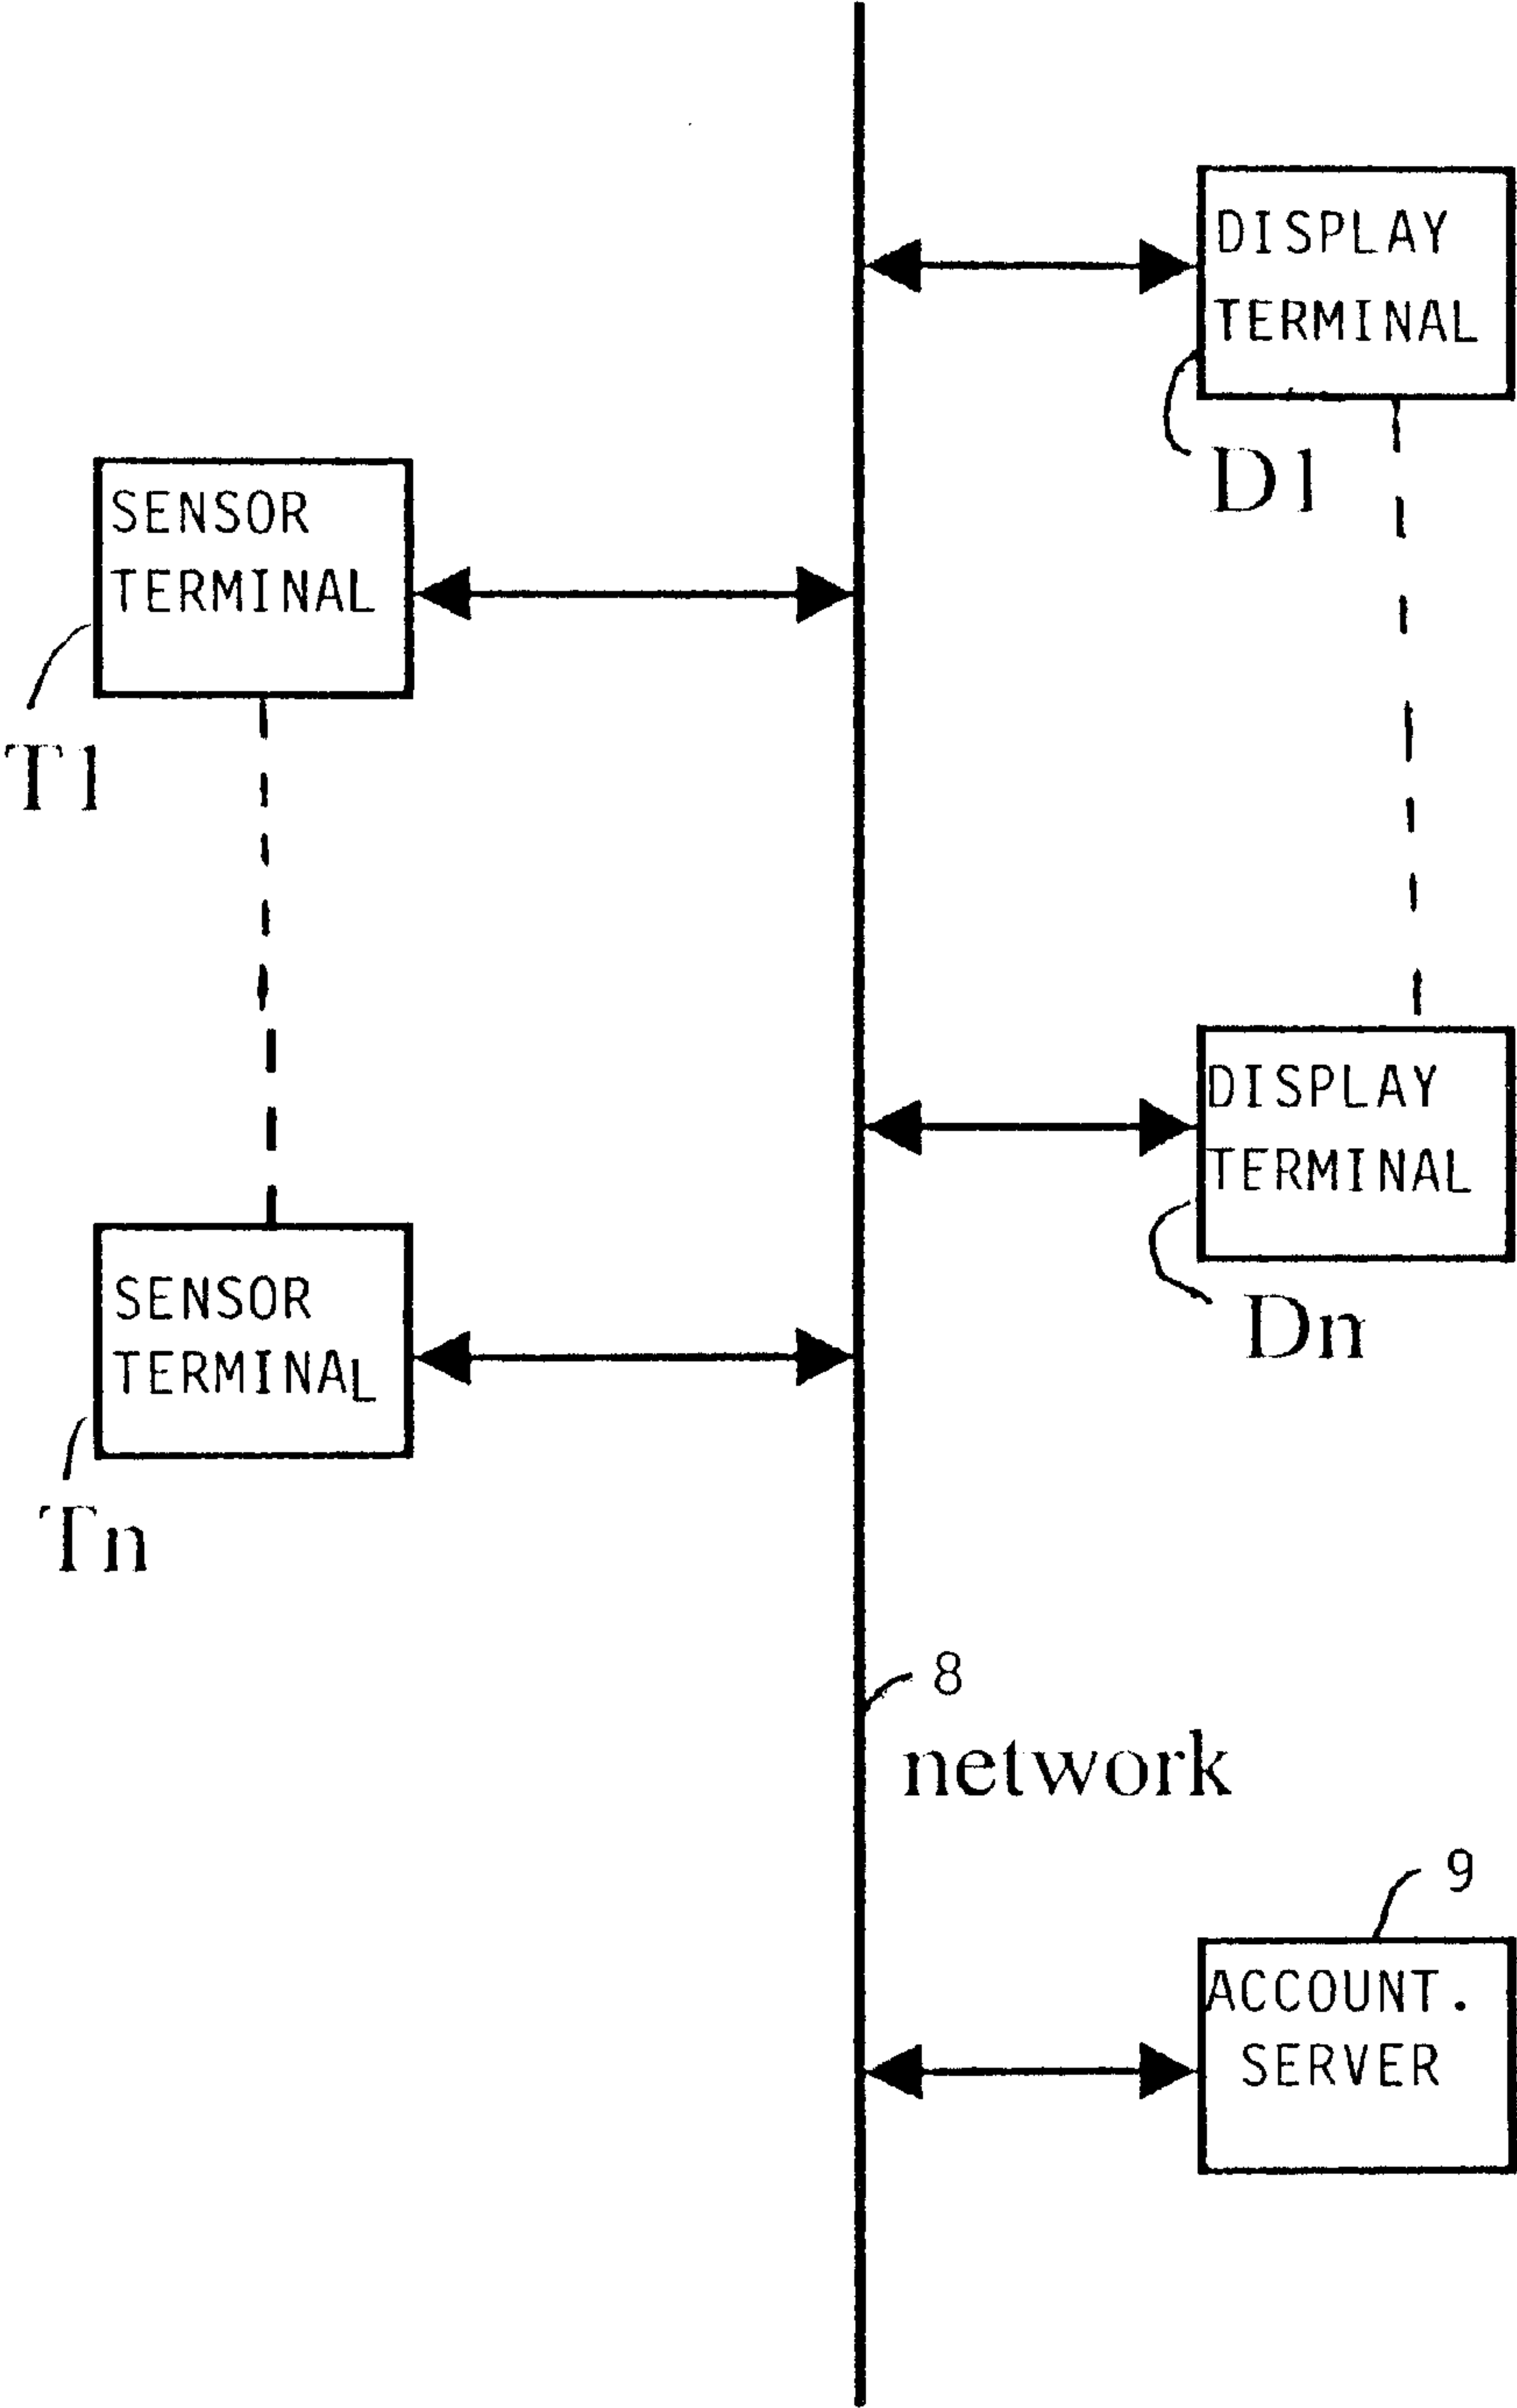 DISPLAY
TERMINAL
D1
SENSOR
TERMINAL
T1
DISPLAY
TERMINAL
Dn
SENSOR
TERMINAL
Tn
8
network
9
ACCOUNT.
SERVER